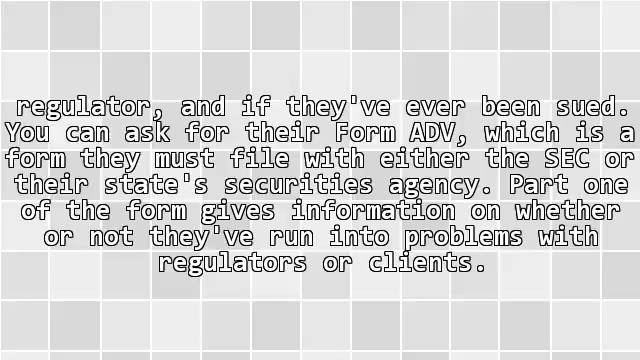 regulator, and if they've ever been sued.
You can ask for their Form ADV, which is a
form they must file with either the SEC or
their state's securities agency. Part one
of the form gives information on whether
or not they've run into problems with
regulators or clients.